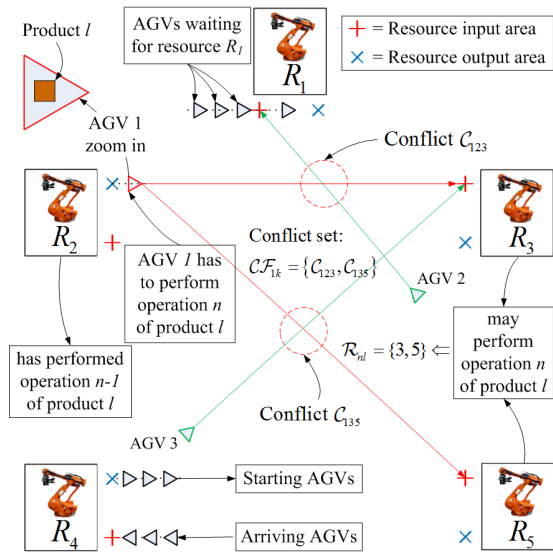 Product l
AGVs waiting
for resource R₁
R₁
+ = Resource input area
× = Resource output area
AGV 1
zoom in
Conflict 𝒞₁₂₃
R₂
R₃
Conflict set:
𝒞ℱ₁ₖ = {𝒞₁₂₃, 𝒞₁₃₅}
AGV 2
AGV 1 has
to perform
operation n
of product l
has performed
operation n-1
of product l
ℛₙₗ = {3, 5} ⇐
may
perform
operation n
of product l
Conflict 𝒞₁₃₅
AGV 3
R₄
Starting AGVs
Arriving AGVs
R₅